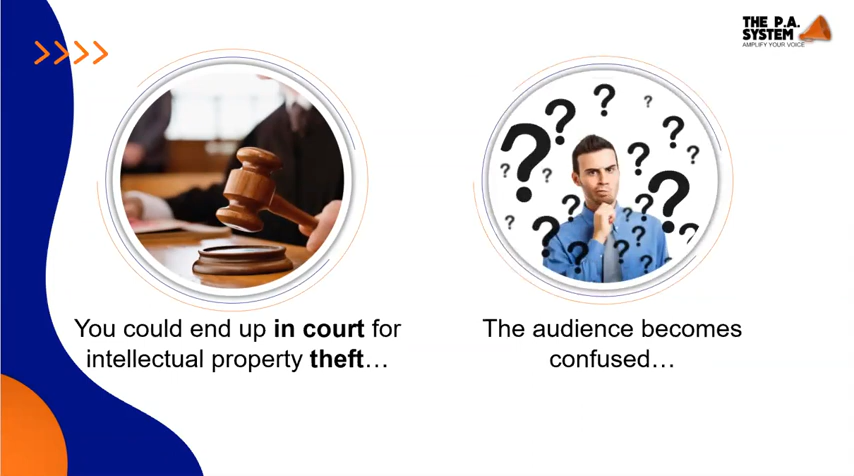 THE P.A.
SYSTEM
AMPLIFY YOUR VOICE
You could end up in court for
intellectual property theft…
The audience becomes
confused…